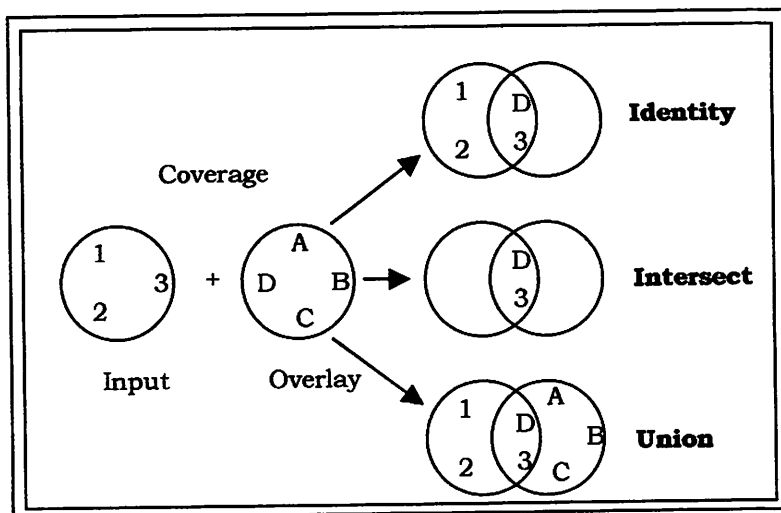 1
D
Identity
2
3
Coverage
1
A
3
+
D
B
2
C
D
Intersect
3
Input
Overlay
1
A
D
B
Union
2
3
C